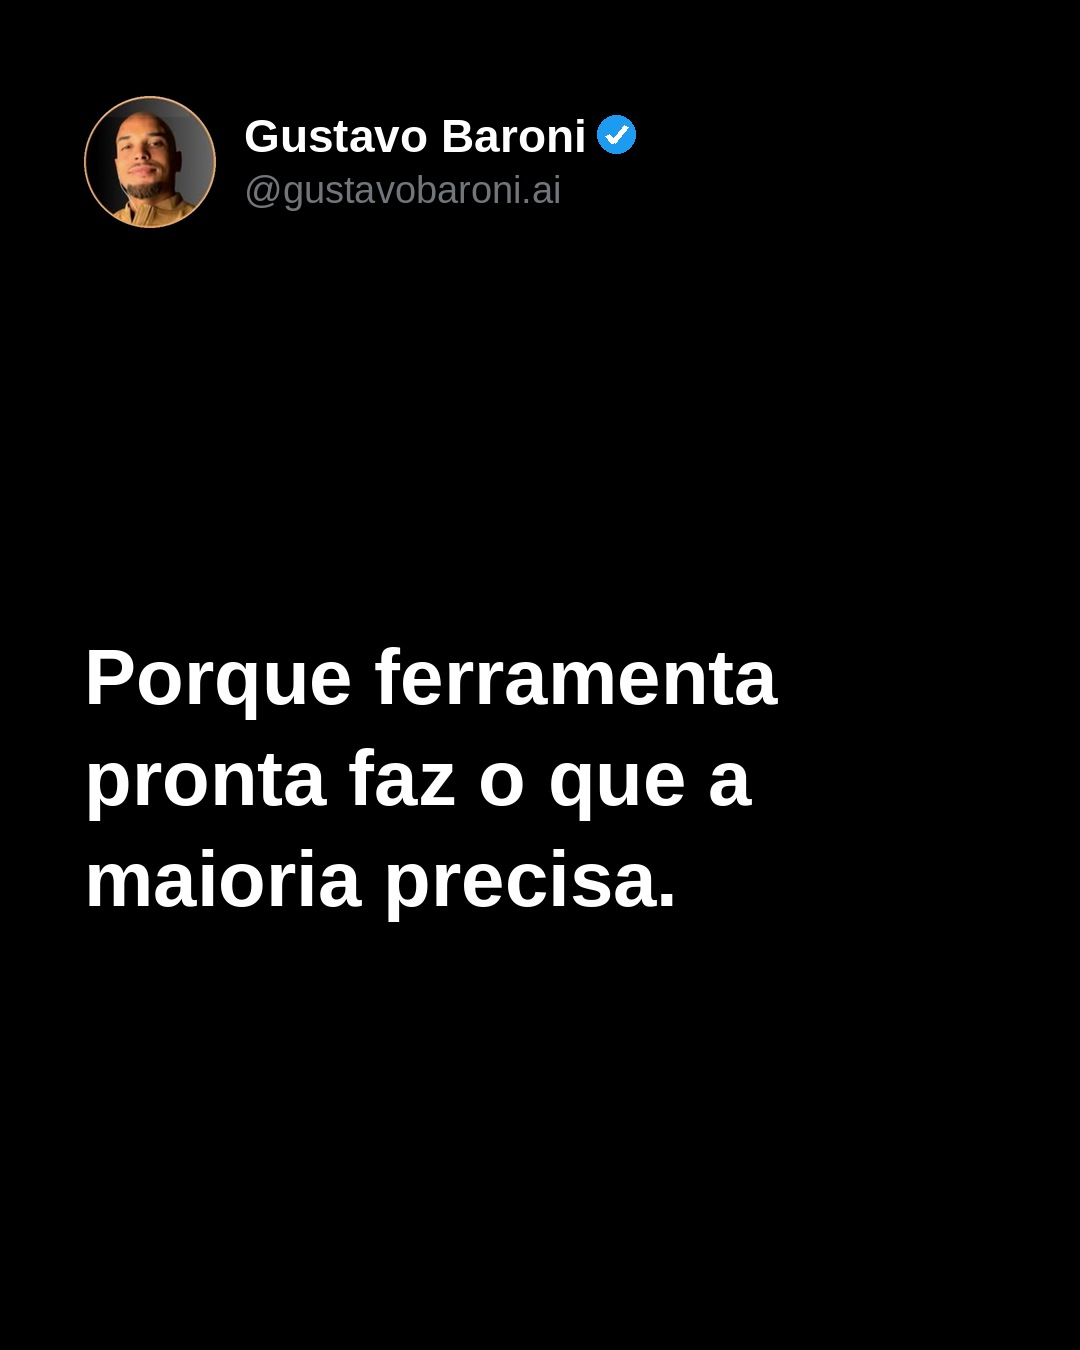 Gustavo Baroni
@gustavobaroni.ai
Porque ferramenta
pronta faz o que a
maioria precisa.